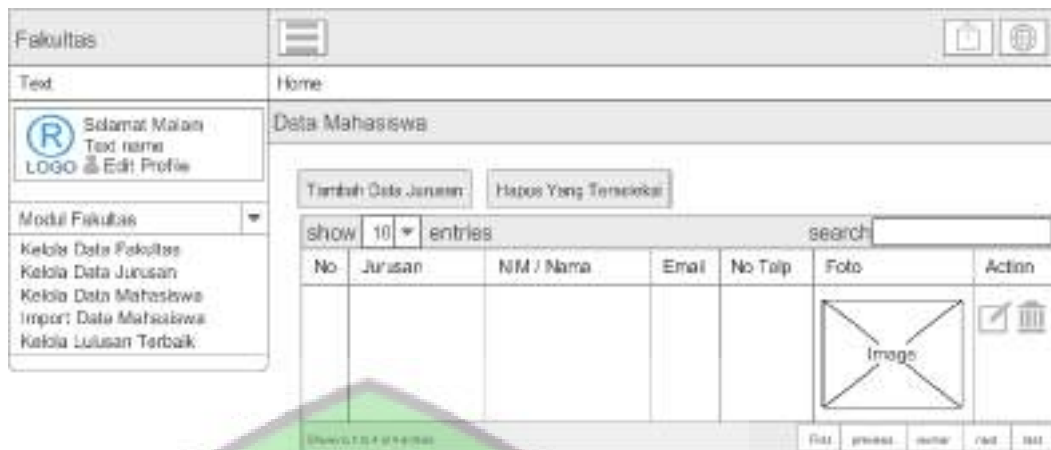 Fakultas
Text
Home
R
LOGO
Selamat Malam
Text name
Edit Profile
Data Mahasiswa
Tambah Data Jurusan
Hapus Yang Terseleksi
Modul Fakultas
Kelola Data Fakultas
Kelola Data Jurusan
Kelola Data Mahasiswa
Import Data Mahasiswa
Kelola Lulusan Terbaik
show 10 entries
search
No Jurusan NIM / Nama Email No Telp Foto Action
Image
First previous next last